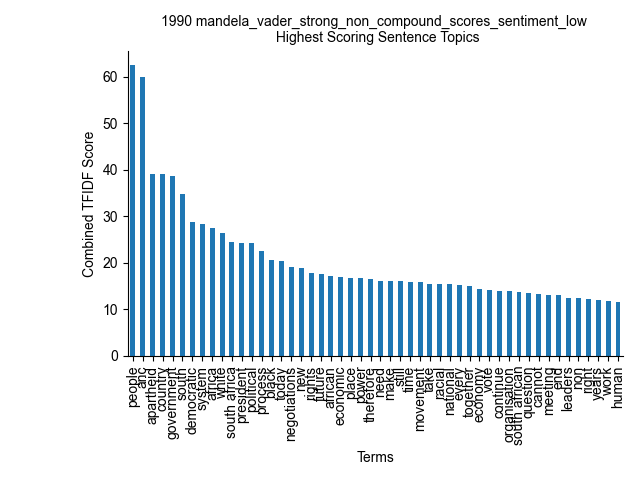 1990 mandela_vader_strong_non_compound_scores_sentiment_low
Highest Scoring Sentence Topics
Combined TFIDF Score
60
50
40
30
20
10
0
people
anc
apartheid
country
government
south
democratic
system
africa
white
south africa
president
political
process
black
today
negotiations
new
rights
future
african
economic
place
power
therefore
need
make
still
time
movement
take
racial
national
every
together
economy
vote
continue
organisation
south african
question
cannot
meeting
end
leaders
non
right
years
work
human
Terms